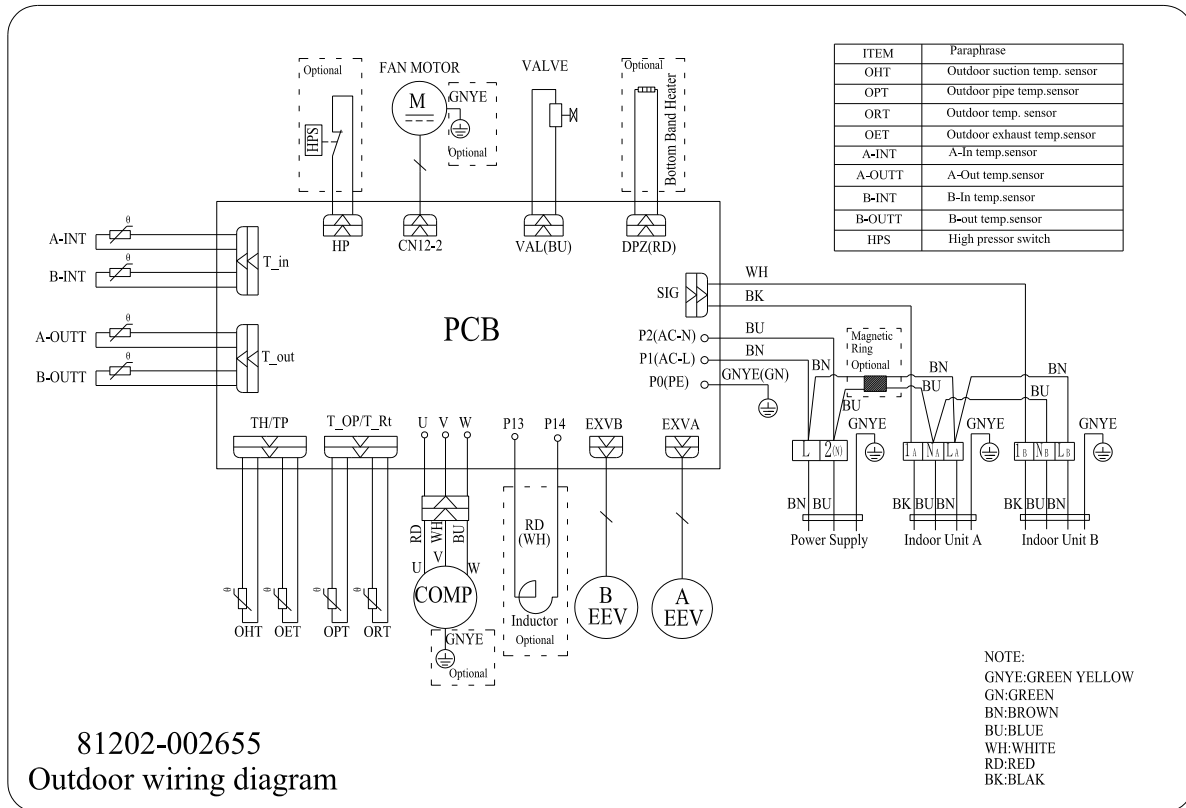 Optional
FAN MOTOR
VALVE
Optional
HPS
M
GNYE
Optional
Bottom Band Heater
ITEM Paraphrase
OHT Outdoor suction temp. sensor
OPT Outdoor pipe temp.sensor
ORT Outdoor temp. sensor
OET Outdoor exhaust temp.sensor
A-INT A-In temp.sensor
A-OUTT A-Out temp.sensor
B-INT B-In temp.sensor
B-OUTT B-out temp.sensor
HPS High pressor switch
HP CN12-2 VAL(BU) DPZ(RD)
θ
A-INT
T_in
θ
B-INT
θ
A-OUTT
T_out
θ
B-OUTT
PCB
SIG
WH
BK
P2(AC-N) BU
P1(AC-L) BN
P0(PE) GNYE(GN)
Magnetic
Ring
Optional
BN BN BN
BU BU BU
GNYE GNYE GNYE
L 2(N) 1A NA LA 1B NB LB
BN BU BK BU BN BK BU BN
Power Supply Indoor Unit A Indoor Unit B
TH/TP T_OP/T_Rt U V W P13 P14 EXVB EXVA
RD WH BU
RD
(WH)
U V W
COMP
GNYE
Optional
Inductor
Optional
B
EEV
A
EEV
θ θ θ θ
OHT OET OPT ORT
NOTE:
GNYE:GREEN YELLOW
GN:GREEN
BN:BROWN
BU:BLUE
WH:WHITE
RD:RED
BK:BLAK
81202-002655
Outdoor wiring diagram